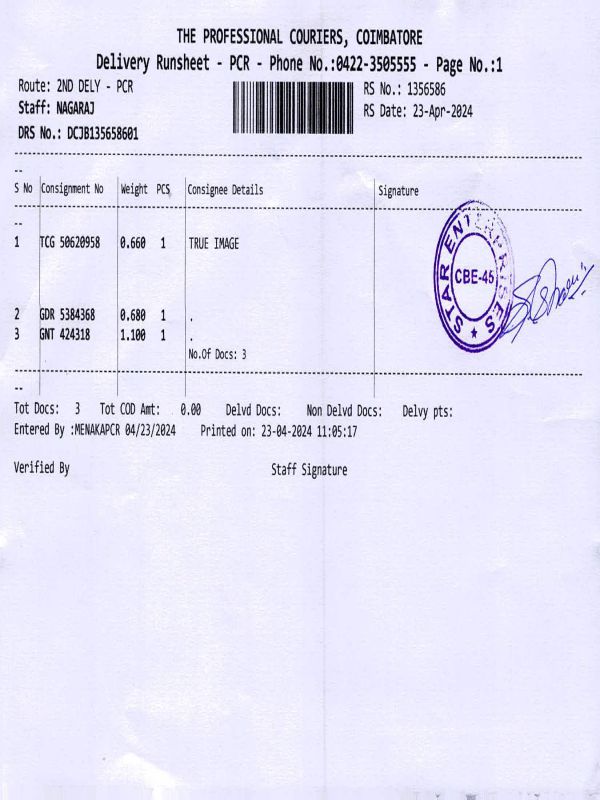 THE PROFESSIONAL COURIERS, COIMBATORE
Delivery Runsheet - PCR - Phone No.:0422-3505555 - Page No.:1
Route: 2ND DELY - PCR
RS No.: 1356586
Staff: NAGARAJ
RS Date: 23-Apr-2024
DRS No.: DCJB135658601
--
S No Consignment No Weight PCS Consignee Details Signature
--
1 TCG 50620958 0.660 1 TRUE IMAGE
STAR ENTERPRISES
CBE-45
2 GDR 5384368 0.680 1 .
3 GNT 424318 1.100 1 .
No.Of Docs: 3
--
Tot Docs: 3 Tot COD Amt: 0.00 Delvd Docs: Non Delvd Docs: Delvy pts:
Entered By :MENAKAPCR 04/23/2024 Printed on: 23-04-2024 11:05:17
Verified By Staff Signature